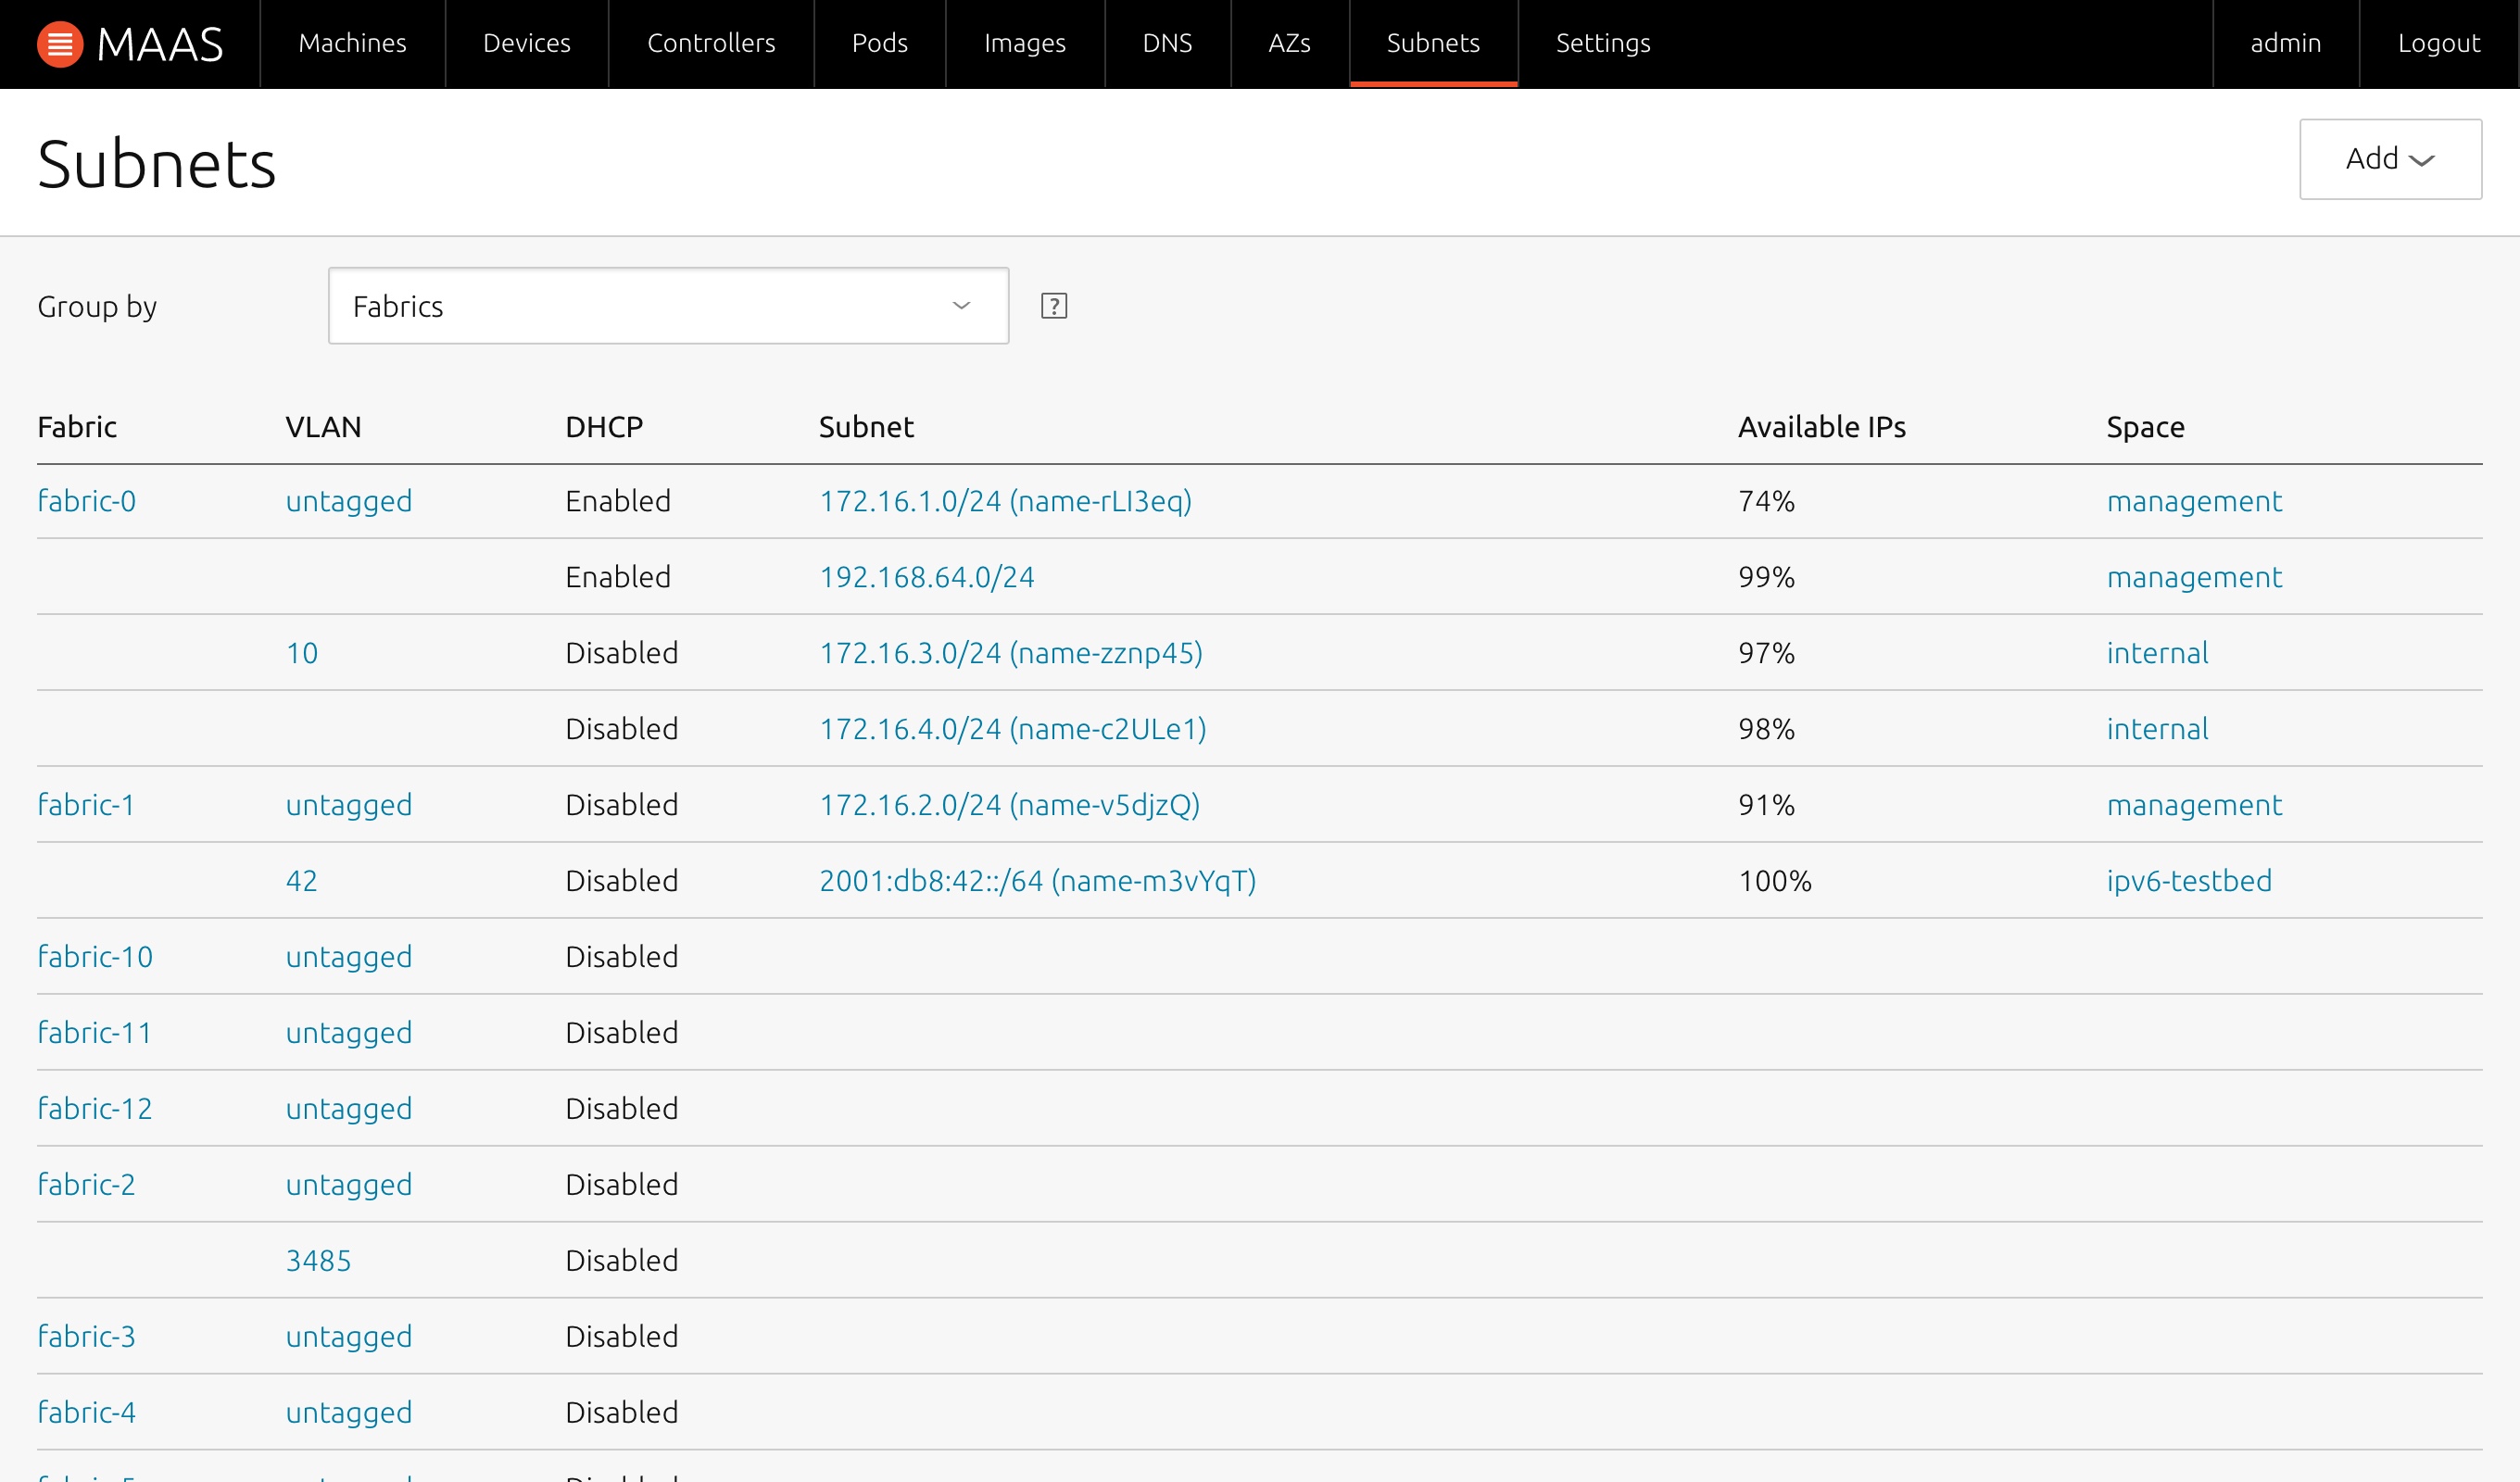 MAAS Machines Devices Controllers Pods Images DNS AZs Subnets Settings admin Logout
Subnets
Add
Group by Fabrics ?
Fabric VLAN DHCP Subnet Available IPs Space
fabric-0 untagged Enabled 172.16.1.0/24 (name-rLI3eq) 74% management
Enabled 192.168.64.0/24 99% management
10 Disabled 172.16.3.0/24 (name-zznp45) 97% internal
Disabled 172.16.4.0/24 (name-c2ULe1) 98% internal
fabric-1 untagged Disabled 172.16.2.0/24 (name-v5djzQ) 91% management
42 Disabled 2001:db8:42::/64 (name-m3vYqT) 100% ipv6-testbed
fabric-10 untagged Disabled
fabric-11 untagged Disabled
fabric-12 untagged Disabled
fabric-2 untagged Disabled
3485 Disabled
fabric-3 untagged Disabled
fabric-4 untagged Disabled